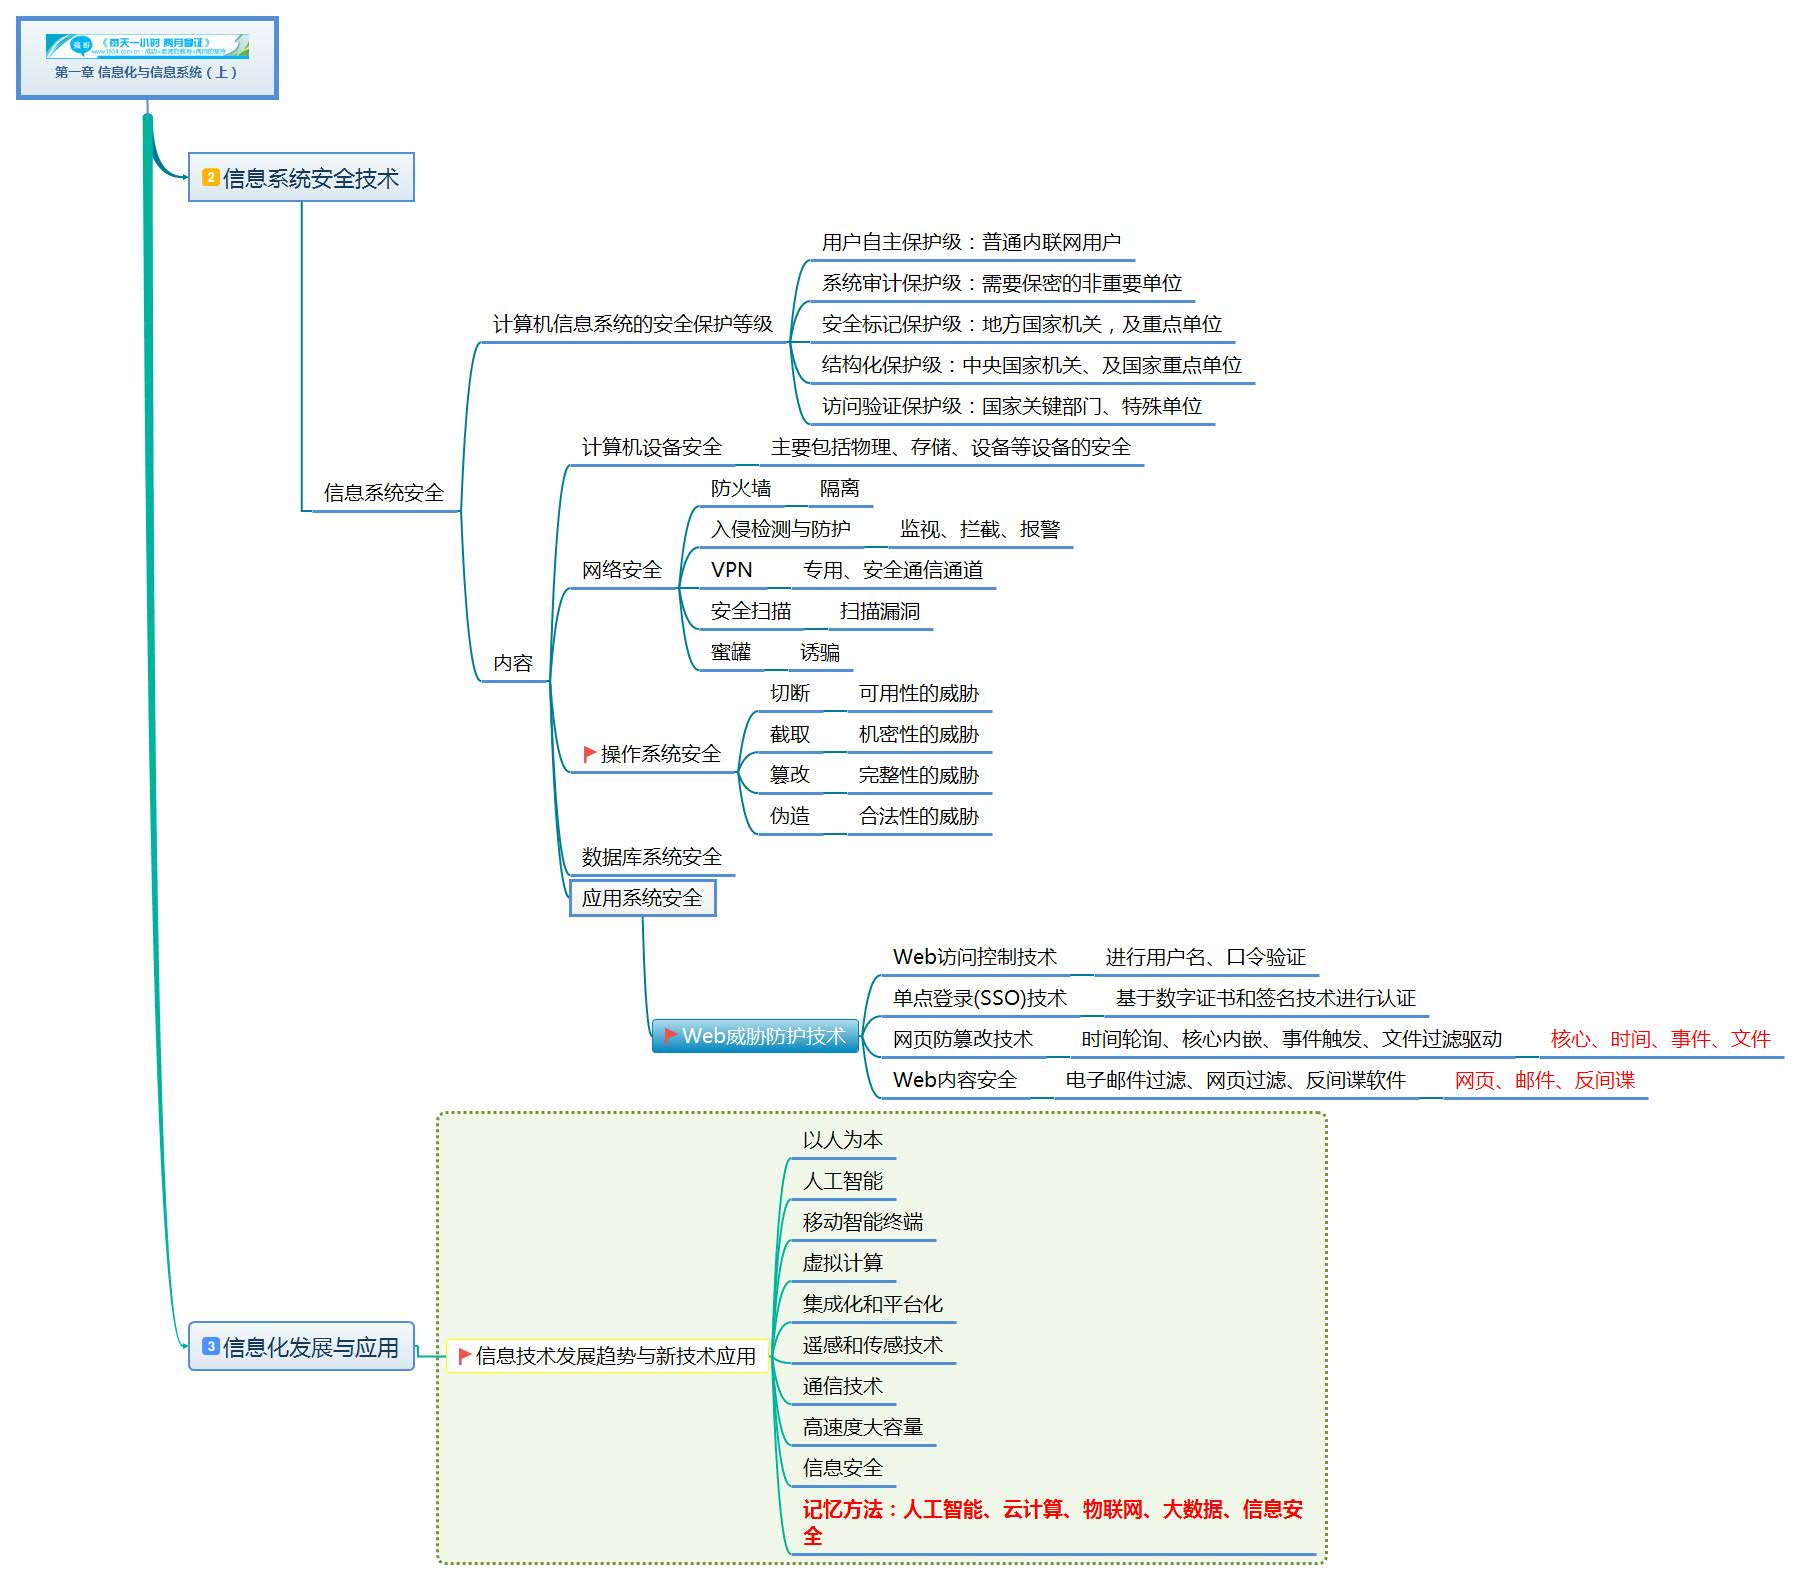 《每天一小时 两月拿证》
第一章 信息化与信息系统（上）
2 信息系统安全技术
用户自主保护级：普通内联网用户
系统审计保护级：需要保密的非重要单位
计算机信息系统的安全保护等级
安全标记保护级：地方国家机关，及重点单位
结构化保护级：中央国家机关、及国家重点单位
访问验证保护级：国家关键部门、特殊单位
计算机设备安全 主要包括物理、存储、设备等设备的安全
信息系统安全
防火墙 隔离
入侵检测与防护 监视、拦截、报警
网络安全
VPN 专用、安全通信通道
安全扫描 扫描漏洞
蜜罐 诱骗
内容
切断 可用性的威胁
截取 机密性的威胁
操作系统安全
篡改 完整性的威胁
伪造 合法性的威胁
数据库系统安全
应用系统安全
Web访问控制技术 进行用户名、口令验证
单点登录(SSO)技术 基于数字证书和签名技术进行认证
Web威胁防护技术
网页防篡改技术 时间轮询、核心内嵌、事件触发、文件过滤驱动 核心、时间、事件、文件
Web内容安全 电子邮件过滤、网页过滤、反间谍软件 网页、邮件、反间谍
以人为本
人工智能
移动智能终端
虚拟计算
集成化和平台化
3 信息化发展与应用
信息技术发展趋势与新技术应用
遥感和传感技术
通信技术
高速度大容量
信息安全
记忆方法：人工智能、云计算、物联网、大数据、信息安
全